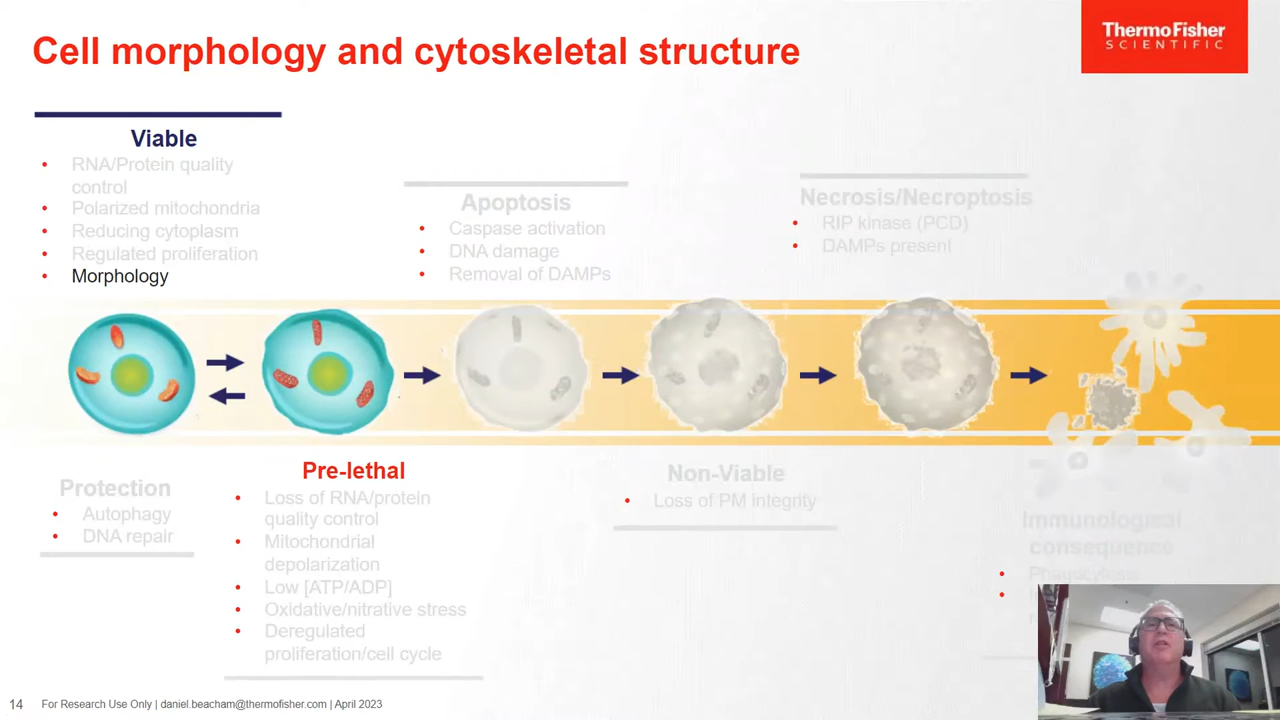 Cell morphology and cytoskeletal structure
ThermoFisher
SCIENTIFIC
Viable
• RNA/Protein quality
control
• Polarized mitochondria
• Reducing cytoplasm
• Regulated proliferation
• Morphology
Apoptosis
• Caspase activation
• DNA damage
• Removal of DAMPs
Necrosis/Necroptosis
• RIP kinase (PCD)
• DAMPs present
Protection
• Autophagy
• DNA repair
Pre-lethal
• Loss of RNA/protein
quality control
• Mitochondrial
depolarization
• Low [ATP/ADP]
• Oxidative/nitrative stress
• Deregulated
proliferation/cell cycle
Non-Viable
• Loss of PM integrity
Immunological
consequence
• Phagocytosis
14 For Research Use Only | daniel.beacham@thermofisher.com | April 2023